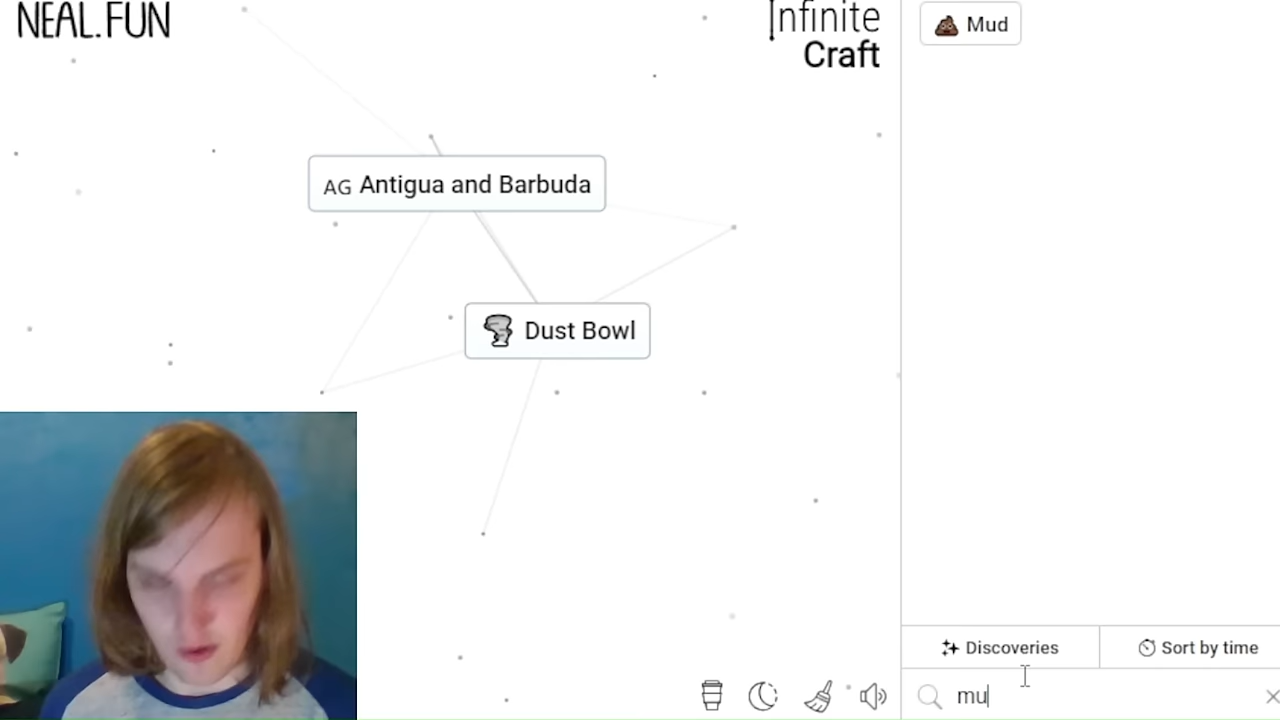 NEAL.FUN
Infinite
Craft
Mud
AG Antigua and Barbuda
Dust Bowl
Discoveries
Sort by time
mu